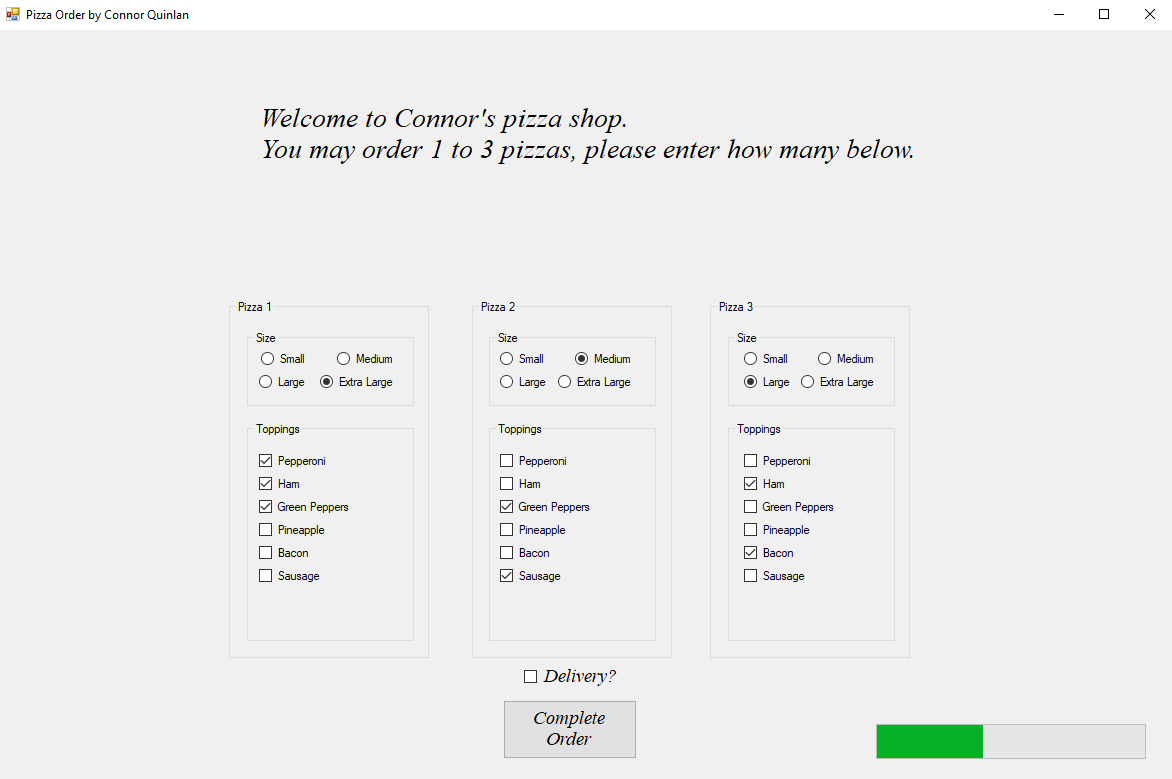 Pizza Order by Connor Quinlan
Welcome to Connor's pizza shop.
You may order 1 to 3 pizzas, please enter how many below.
Pizza 1
Size
Small Medium
Large Extra Large
Toppings
Pepperoni
Ham
Green Peppers
Pineapple
Bacon
Sausage
Pizza 2
Size
Small Medium
Large Extra Large
Toppings
Pepperoni
Ham
Green Peppers
Pineapple
Bacon
Sausage
Pizza 3
Size
Small Medium
Large Extra Large
Toppings
Pepperoni
Ham
Green Peppers
Pineapple
Bacon
Sausage
Delivery?
Complete
Order